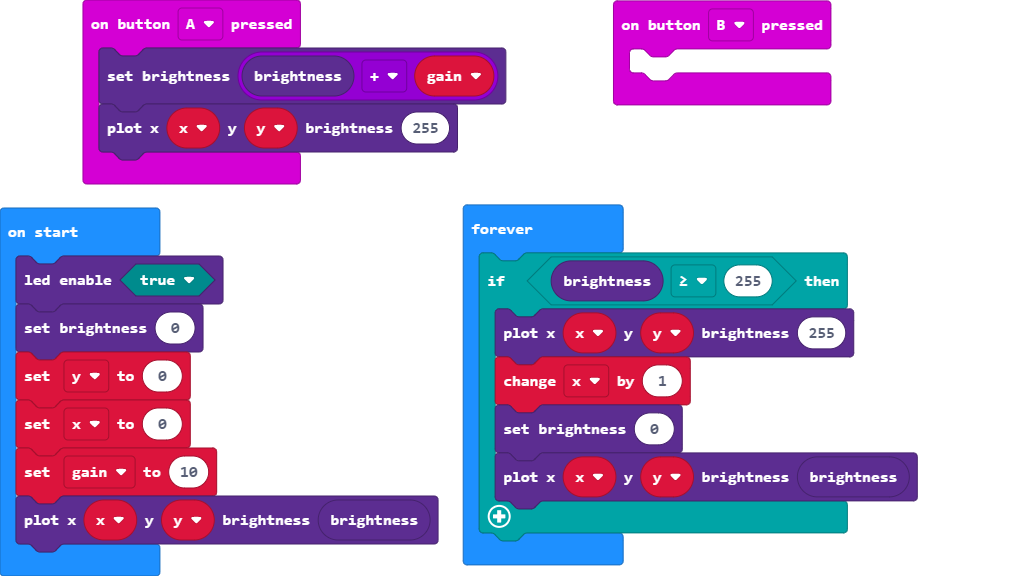 on button A pressed
set brightness brightness + gain
plot x x y y brightness 255
on button B pressed
on start
led enable true
set brightness 0
set y to 0
set x to 0
set gain to 10
plot x x y y brightness brightness
forever
if brightness ≥ 255 then
plot x x y y brightness 255
change x by 1
set brightness 0
plot x x y y brightness brightness